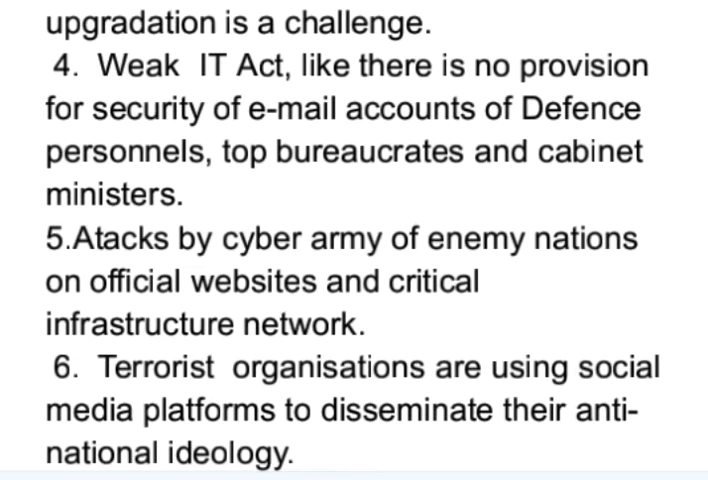 upgradation is a challenge.
4. Weak IT Act, like there is no provision
for security of e-mail accounts of Defence
personnels, top bureaucrates and cabinet
ministers.
5.Atacks by cyber army of enemy nations
on official websites and critical
infrastructure network.
6. Terrorist organisations are using social
media platforms to disseminate their anti-
national ideology.